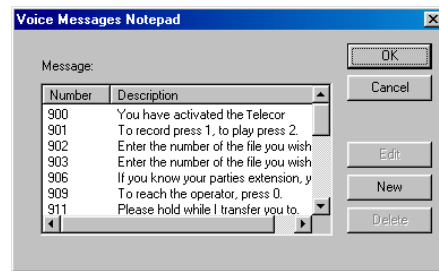 Voice Messages Notepad
Message:
Number Description
900 You have activated the Telecor
901 To record press 1, to play press 2.
902 Enter the number of the file you wish
903 Enter the number of the file you wish
906 If you know your parties extension, y
909 To reach the operator, press 0.
911 Please hold while I transfer you to.
OK
Cancel
Edit
New
Delete